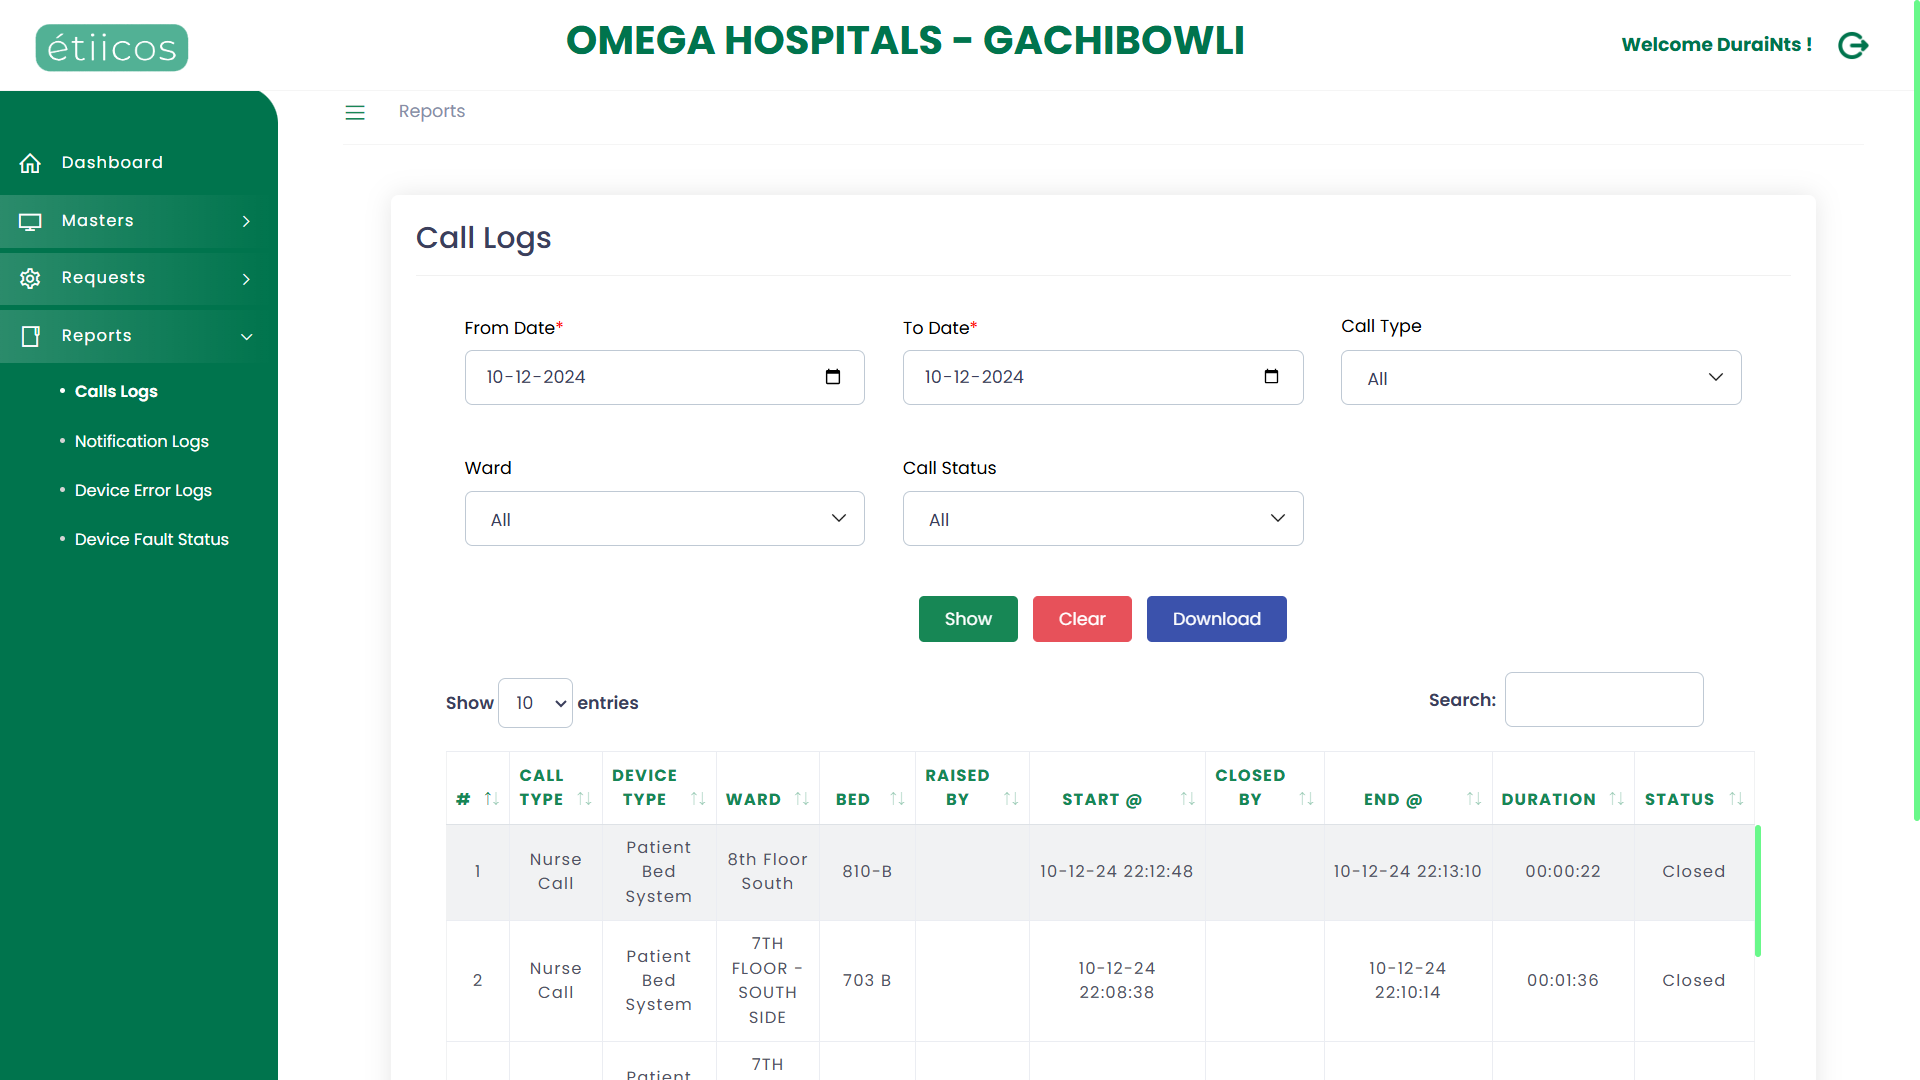 étiicos
OMEGA HOSPITALS - GACHIBOWLI
Welcome DuraiNts !
Reports
Dashboard
Masters
Requests
Reports
Calls Logs
Notification Logs
Device Error Logs
Device Fault Status
Call Logs
From Date*
To Date*
Call Type
10-12-2024
10-12-2024
All
Ward
Call Status
All
All
Show
Clear
Download
Show 10 entries
Search:
#
CALL
TYPE
DEVICE
TYPE
WARD
BED
RAISED
BY
START @
CLOSED
BY
END @
DURATION
STATUS
1
Nurse
Call
Patient
Bed
System
8th Floor
South
810-B
10-12-24 22:12:48
10-12-24 22:13:10
00:00:22
Closed
2
Nurse
Call
Patient
Bed
System
7TH
FLOOR -
SOUTH
SIDE
703 B
10-12-24
22:08:38
10-12-24
22:10:14
00:01:36
Closed
Patient
7TH